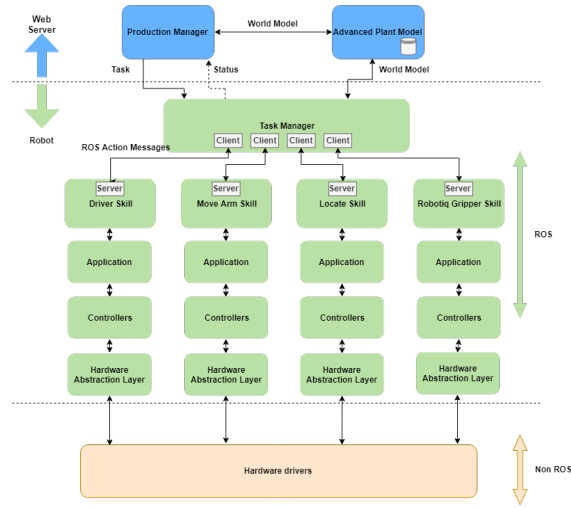 Web
Server
Production Manager
World Model
Advanced Plant Model
Task
Status
World Model
Robot
Task Manager
Client
Client
Client
Client
ROS Action Messages
Server
Driver Skill
Server
Move Arm Skill
Server
Locate Skill
Server
Robotiq Gripper Skill
ROS
Application
Application
Application
Application
Controllers
Controllers
Controllers
Controllers
Hardware
Abstraction Layer
Hardware
Abstraction Layer
Hardware
Abstraction Layer
Hardware
Abstraction Layer
Hardware drivers
Non ROS